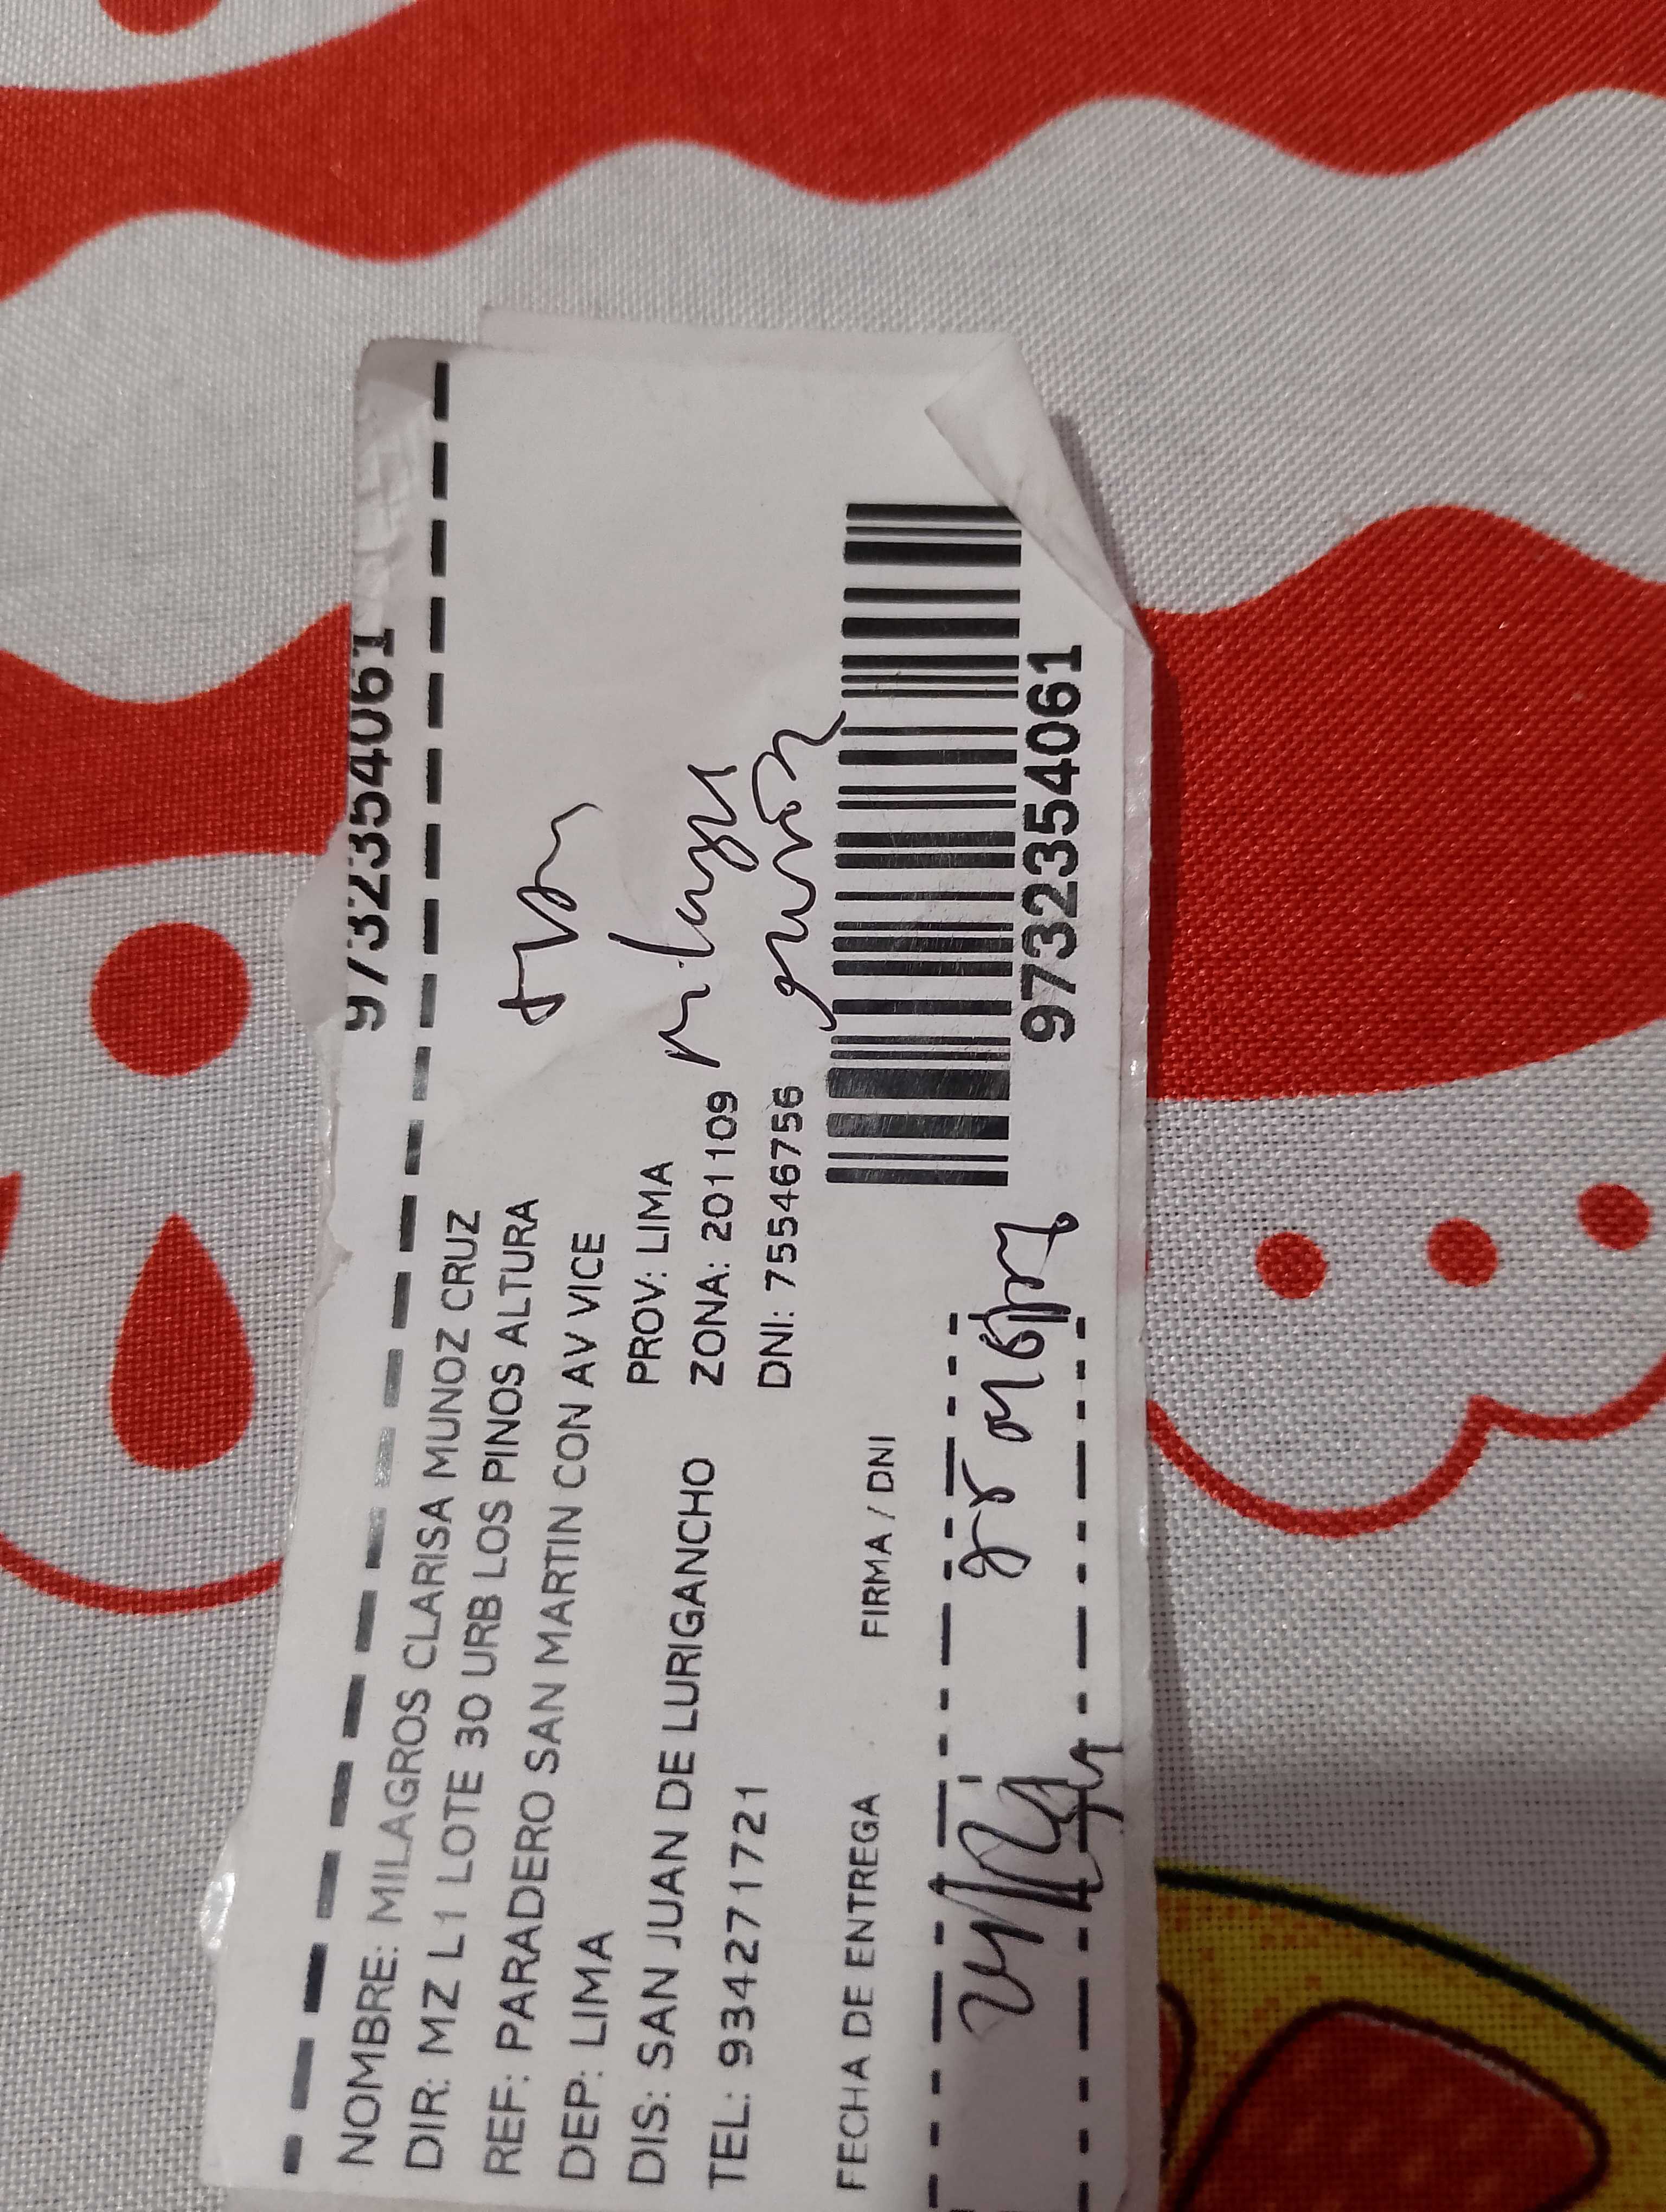 9732354061
NOMBRE: MILAGROS CLARISA MUNOZ CRUZ
DIR: MZ L1 LOTE 30 URB LOS PINOS ALTURA
REF: PARADERO SAN MARTIN CON AV VICE
DEP: LIMA PROV: LIMA
DIS: SAN JUAN DE LURIGANCHO ZONA: 201109
TEL: 934271721 DNI: 75546756
FECHA DE ENTREGA FIRMA / DNI
9732354061